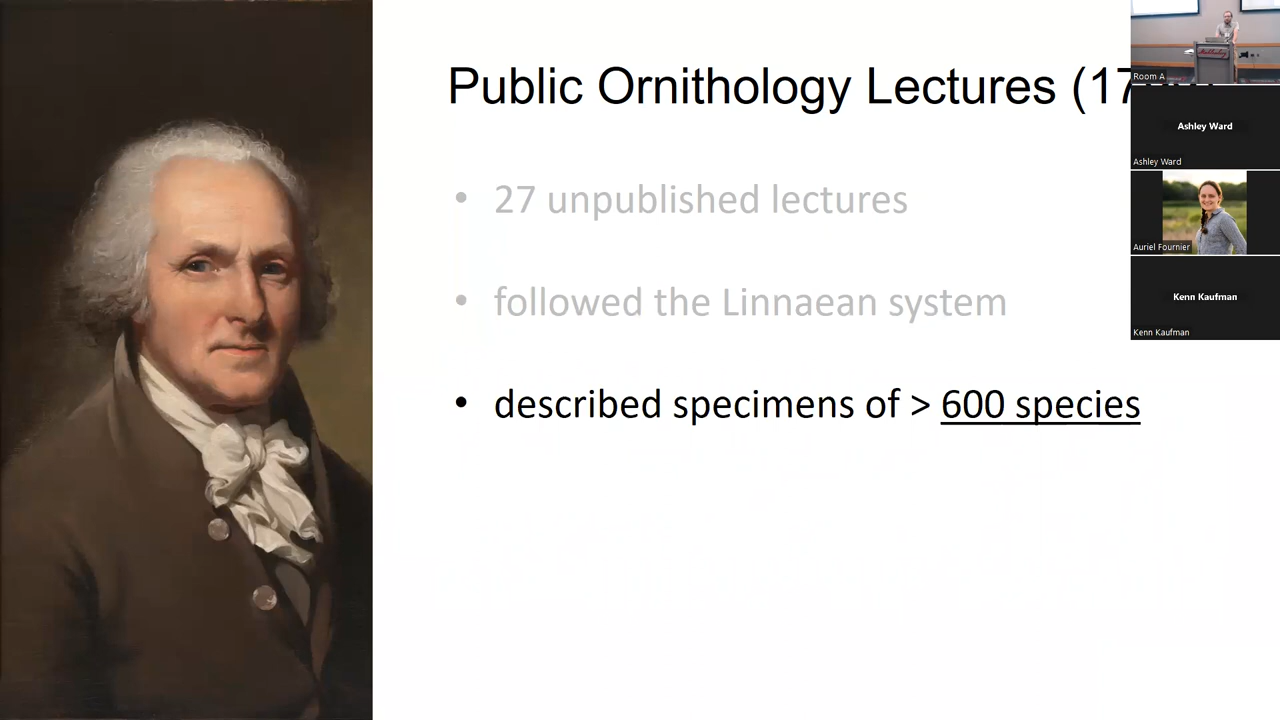 Public Ornithology Lectures (17
• 27 unpublished lectures
• followed the Linnaean system
• described specimens of > 600 species
Room A
Ashley Ward
Ashley Ward
Auriel Fournier
Kenn Kaufman
Kenn Kaufman